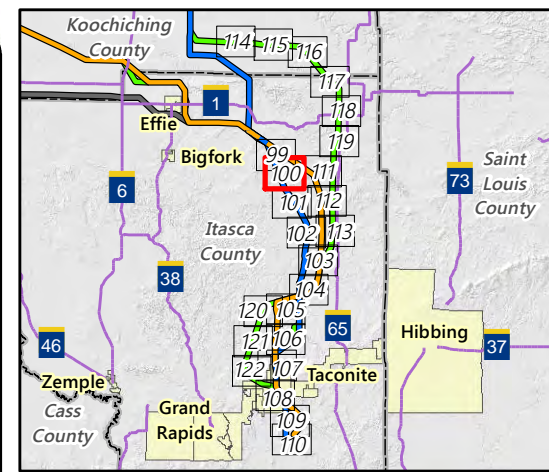 Koochiching
County
114
115
116
117
1
118
Effie
119
99
Bigfork
100
111
73
Saint
Louis
County
6
101
112
Itasca
County
102
113
38
103
104
120
105
65
Hibbing
37
46
121
106
Zemple
122
107
Taconite
Cass
County
Grand
Rapids
108
109
110